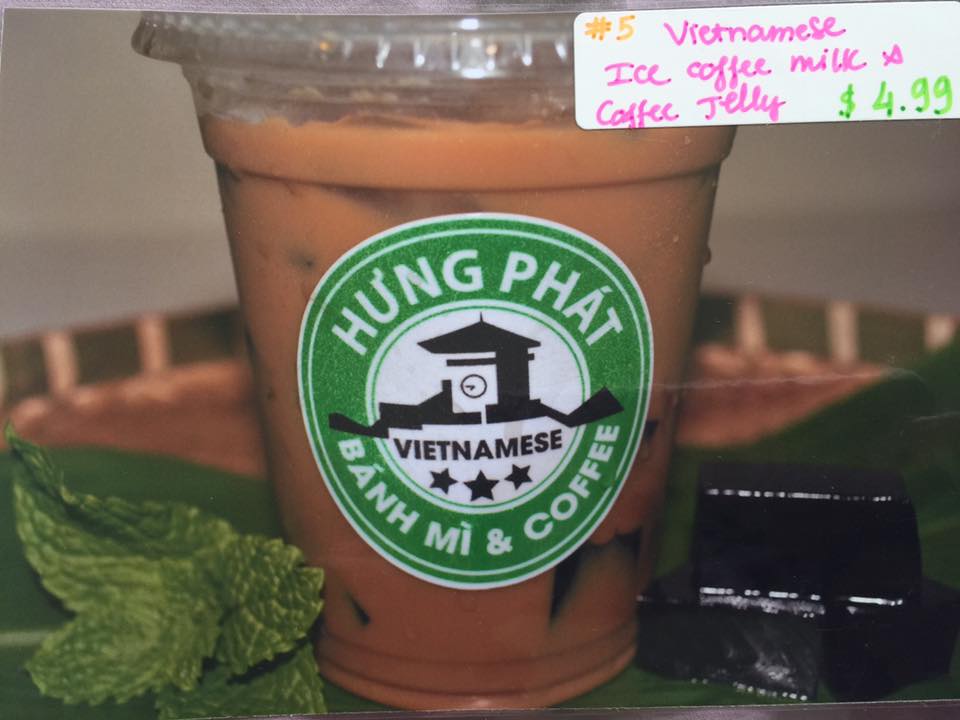 #5 Vietnamese
Ice coffee milk &
Coffee Jelly $4.99
HƯNG PHÁT
VIETNAMESE
BÁNH MÌ & COFFEE